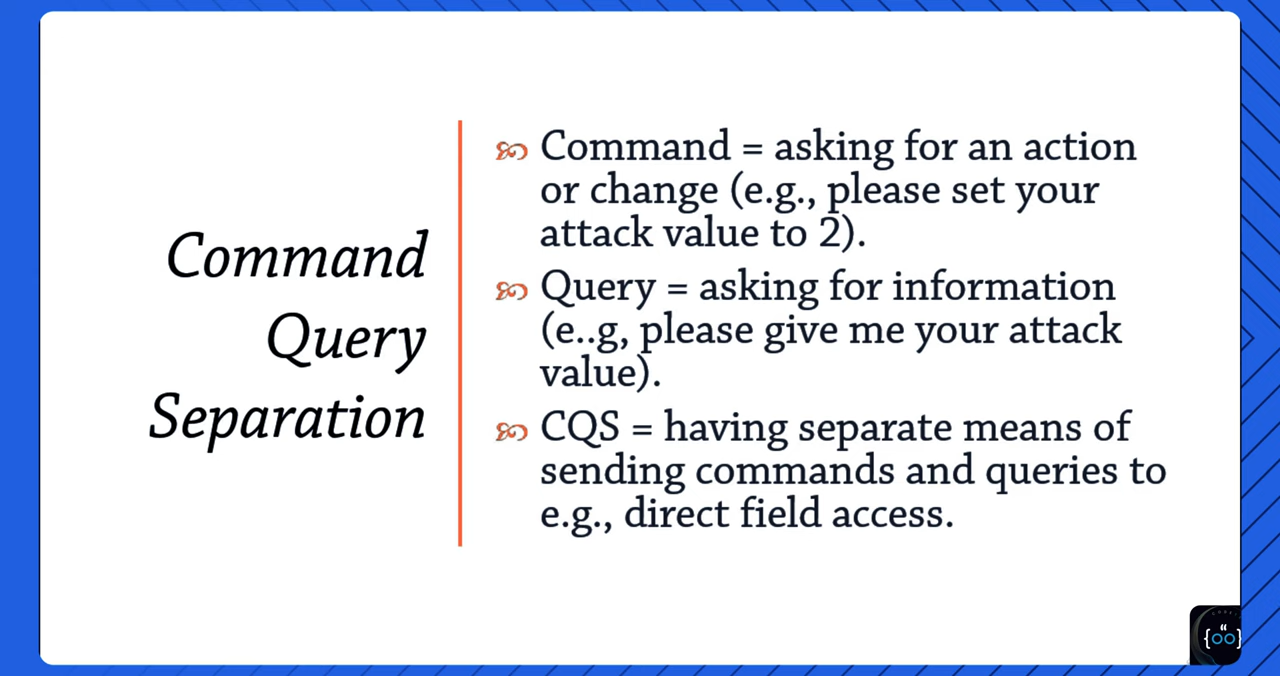 Command
Query
Separation
Command = asking for an action
or change (e.g., please set your
attack value to 2).
Query = asking for information
(e..g, please give me your attack
value).
CQS = having separate means of
sending commands and queries to
e.g., direct field access.